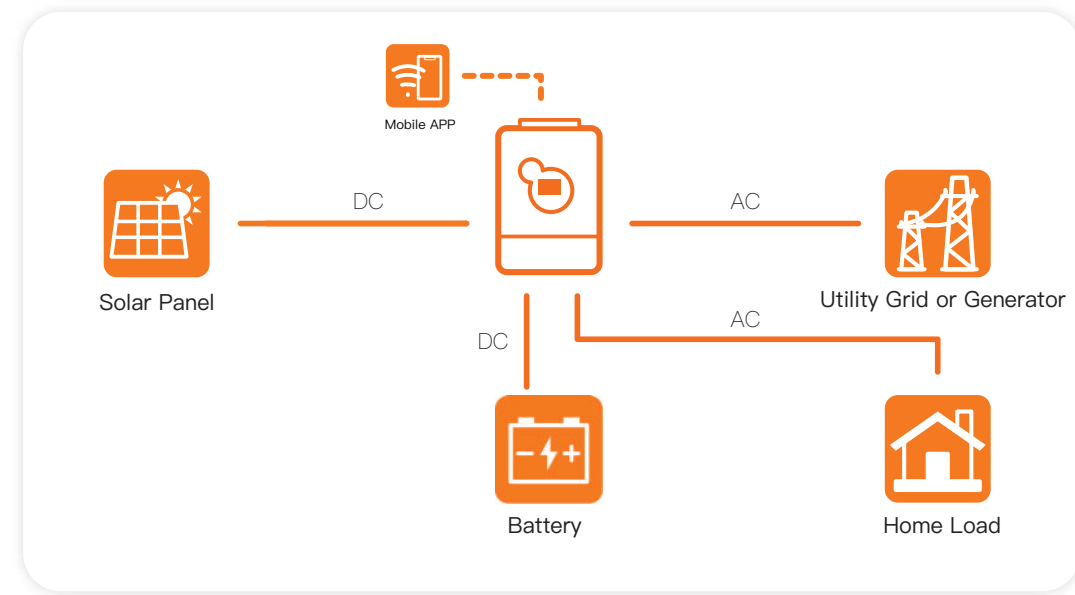 Mobile APP
DC
AC
Solar Panel
Utility Grid or Generator
DC
AC
Battery
Home Load